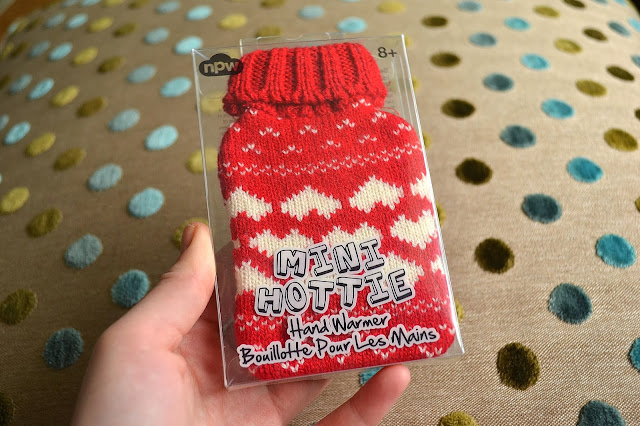 npw
8+
MINI
HOTTIE
Hand Warmer
Bouillotte Pour Les Mains